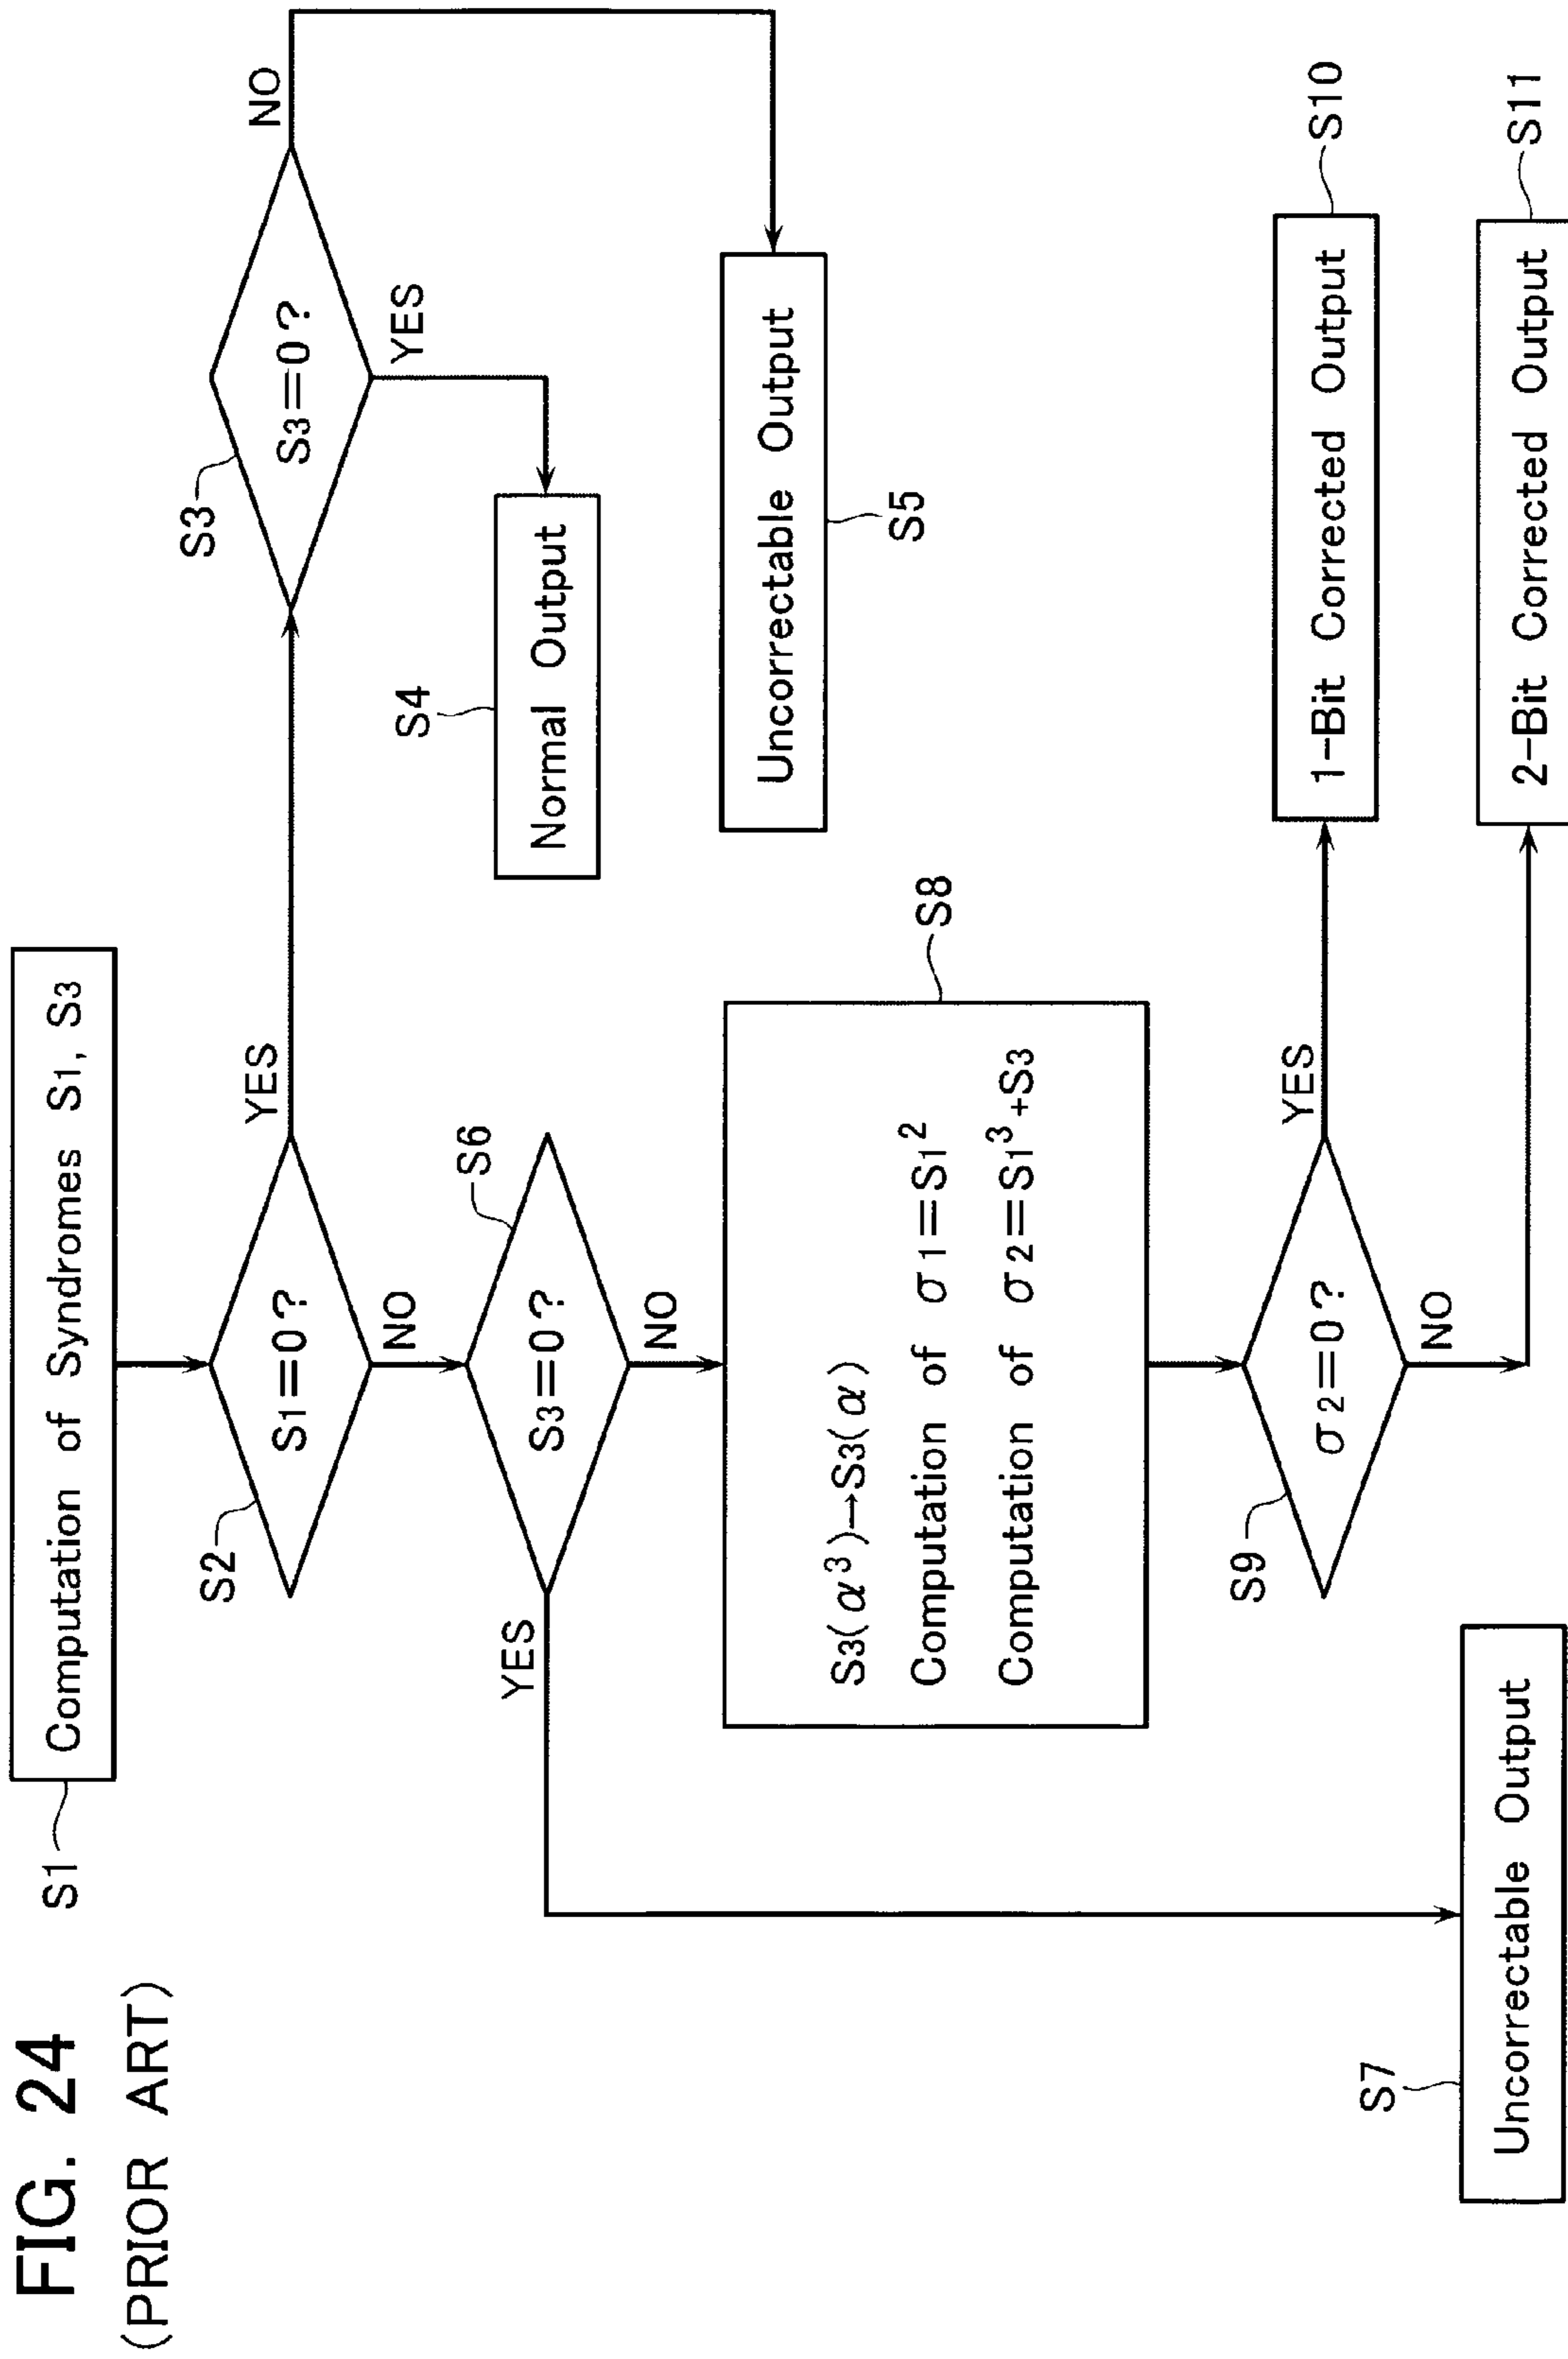 FIG. 24
(PRIOR ART)
S1
Computation of Syndromes S1, S3
S2
S1=0?
YES
NO
S3
S3=0?
NO
YES
S4
Normal Output
Uncorrectable Output
S5
S6
S3=0?
YES
NO
S8
S3(α³)→S3(α)
Computation of σ1=S1²
Computation of σ2=S1³+S3
S9
σ2=0?
YES
NO
S7
Uncorrectable Output
1-Bit Corrected Output
S10
2-Bit Corrected Output
S11